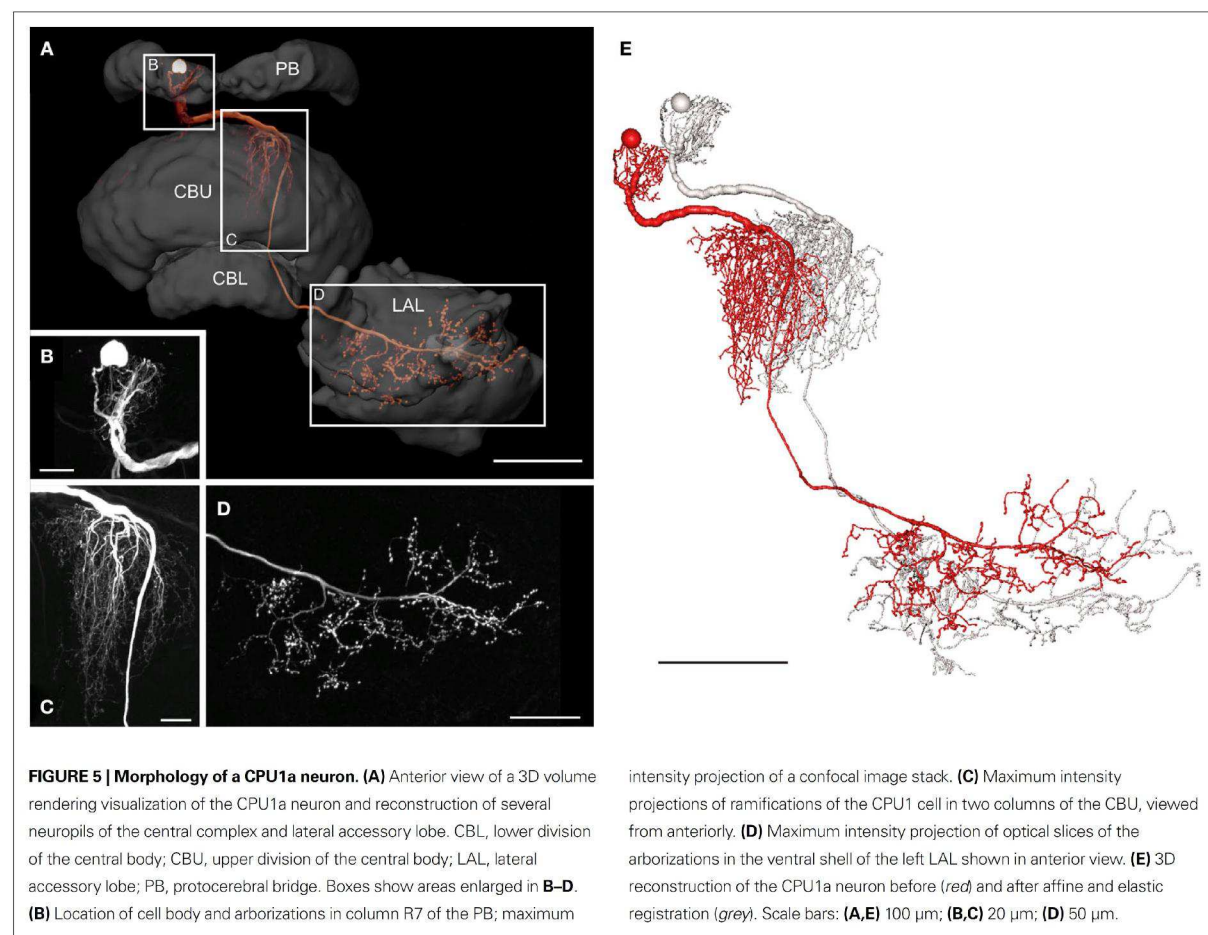 A
B
PB
E
CBU
C
CBL
D
LAL
B
C
D
FIGURE 5 | Morphology of a CPU1a neuron. (A) Anterior view of a 3D volume
rendering visualization of the CPU1a neuron and reconstruction of several
neuropils of the central complex and lateral accessory lobe. CBL, lower division
of the central body; CBU, upper division of the central body; LAL, lateral
accessory lobe; PB, protocerebral bridge. Boxes show areas enlarged in B–D.
(B) Location of cell body and arborizations in column R7 of the PB; maximum
intensity projection of a confocal image stack. (C) Maximum intensity
projections of ramifications of the CPU1 cell in two columns of the CBU, viewed
from anteriorly. (D) Maximum intensity projection of optical slices of the
arborizations in the ventral shell of the left LAL shown in anterior view. (E) 3D
reconstruction of the CPU1a neuron before (red) and after affine and elastic
registration (grey). Scale bars: (A,E) 100 μm; (B,C) 20 μm; (D) 50 μm.